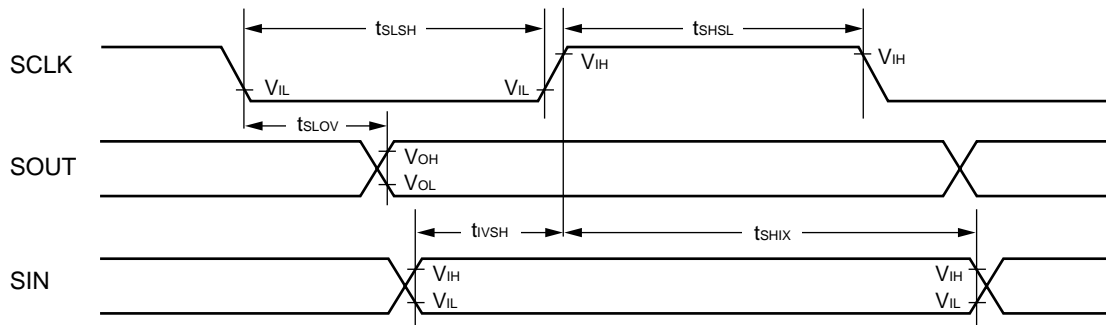 tSLSH
tSHSL
SCLK
VIH
VIH
VIL
VIL
tSLOV
SOUT
VOH
VOL
tIVSH
tSHIX
SIN
VIH
VIH
VIL
VIL